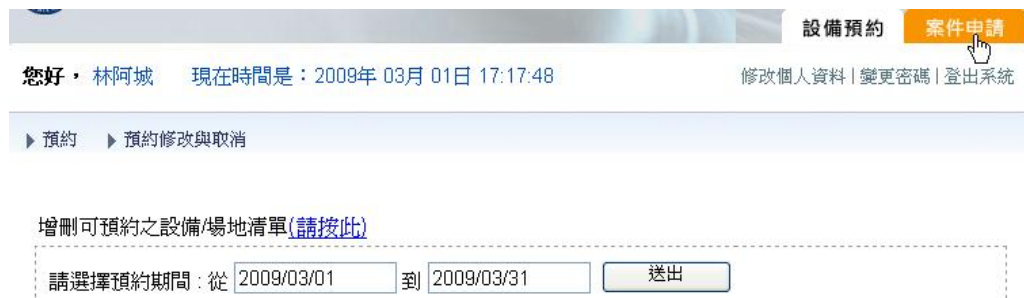 設備預約 案件申請
您好，林阿城 現在時間是：2009年 03月 01日 17:17:48 修改個人資料 | 變更密碼 | 登出系統
預約 預約修改與取消
增刪可預約之設備/場地清單(請按此)
請選擇預約期間 : 從 2009/03/01 到 2009/03/31 送出